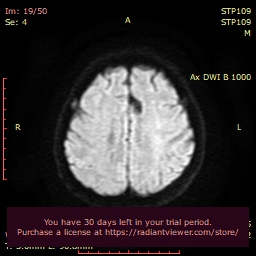 Im: 19/50
Se: 4
A
STP109
STP109
M
Ax DWI B 1000
R
L
You have 30 days left in your trial period.
Purchase a license at https://radiantviewer.com/store/